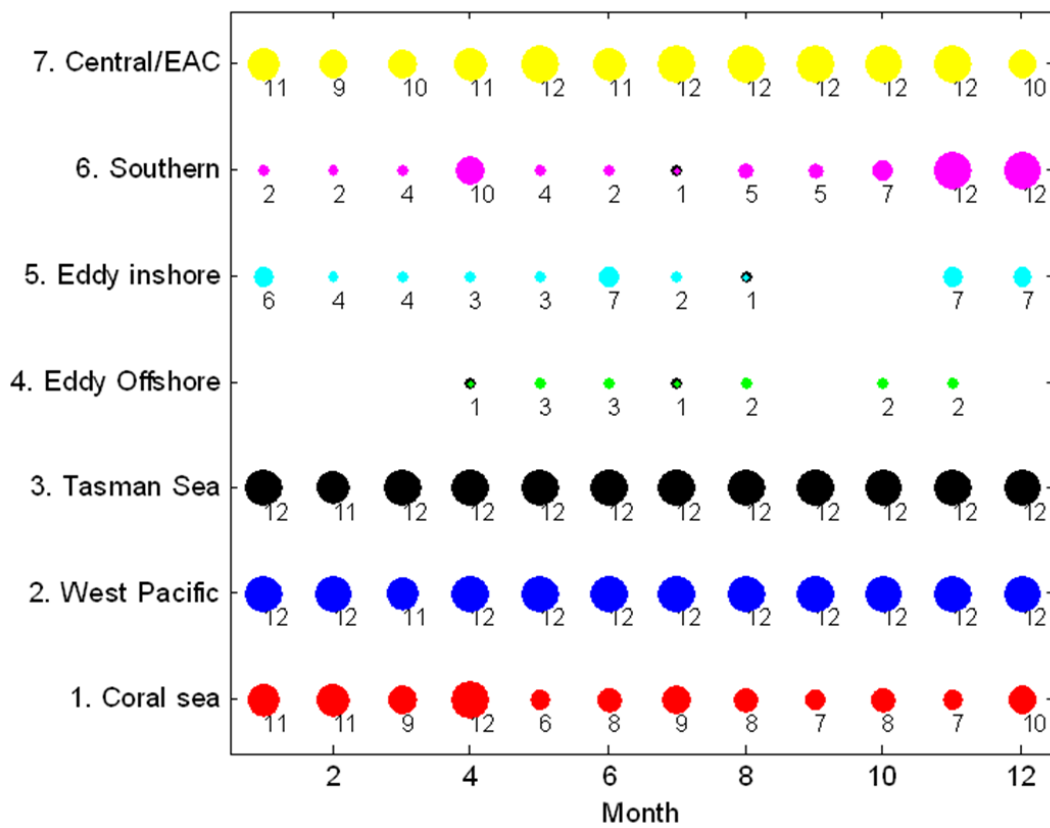 7. Central/EAC
11 9 10 11 12 11 12 12 12 12 12 10
6. Southern
2 2 4 10 4 2 1 5 5 7 12 12
5. Eddy inshore
6 4 4 3 3 7 2 1 7 7
4. Eddy Offshore
1 3 3 1 2 2 2
3. Tasman Sea
12 11 12 12 12 12 12 12 12 12 12 12
2. West Pacific
12 12 11 12 12 12 12 12 12 12 12 12
1. Coral sea
11 11 9 12 6 8 9 8 7 8 7 10
2 4 6 8 10 12
Month